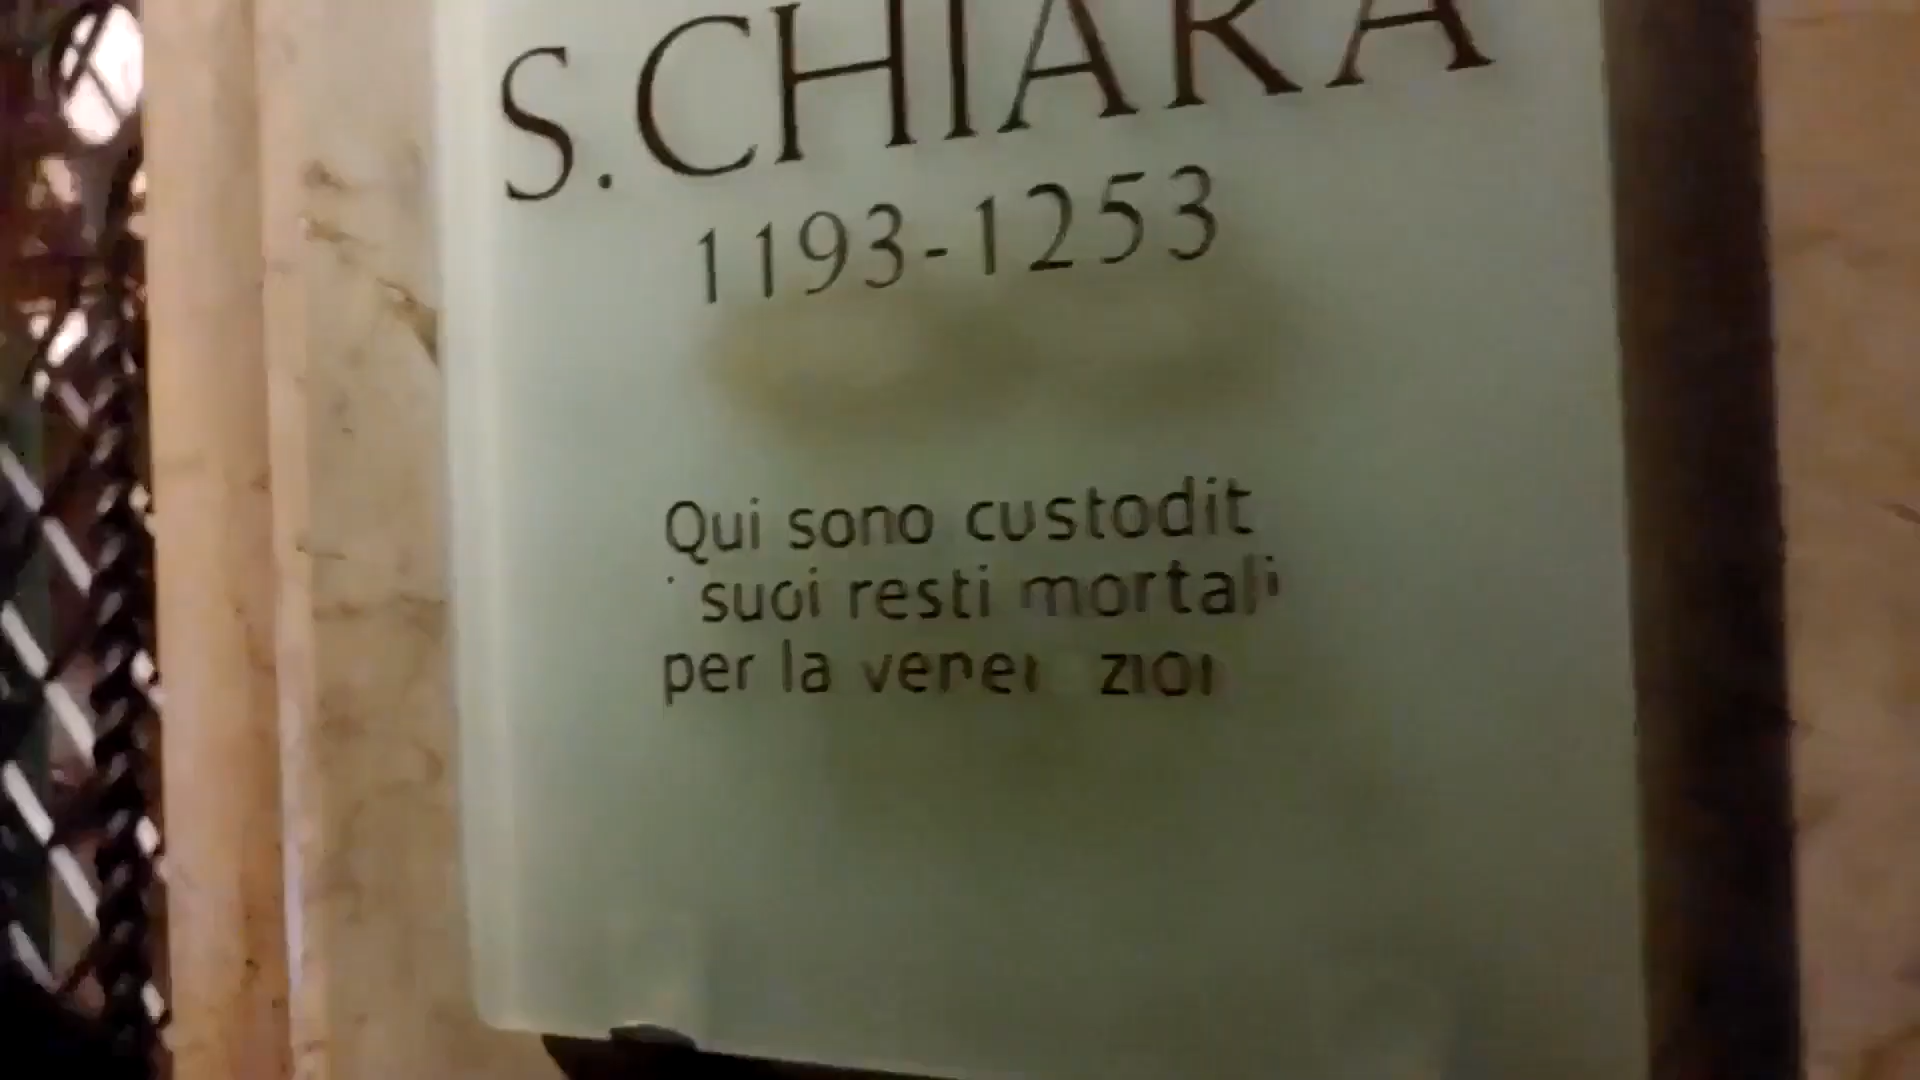 S. CHIARA
1193-1253
Qui sono custodit
suoi resti mortali
per la